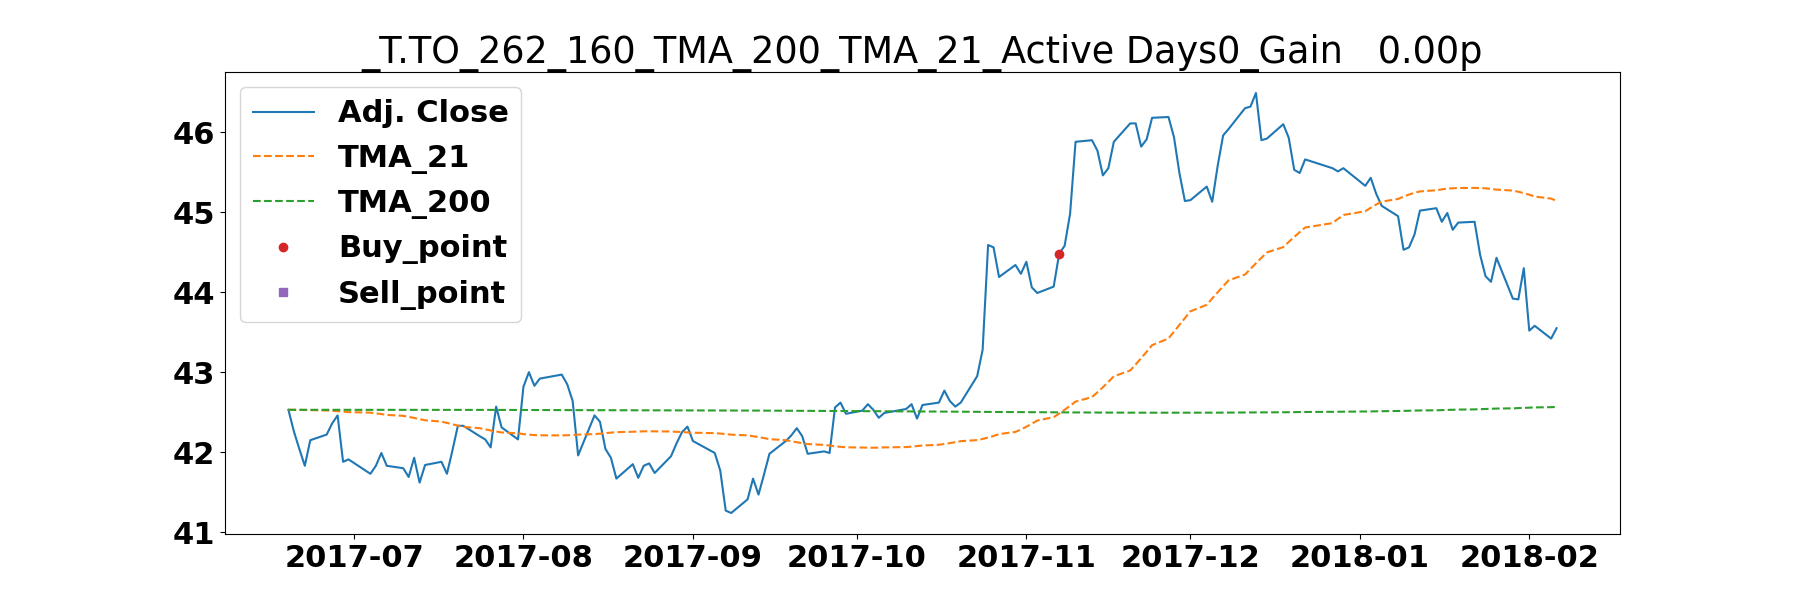 _T.TO_262_160_TMA_200_TMA_21_Active Days0_Gain   0.00p
Adj. Close
TMA_21
TMA_200
Buy_point
Sell_point
46
45
44
43
42
41
2017-07 2017-08 2017-09 2017-10 2017-11 2017-12 2018-01 2018-02